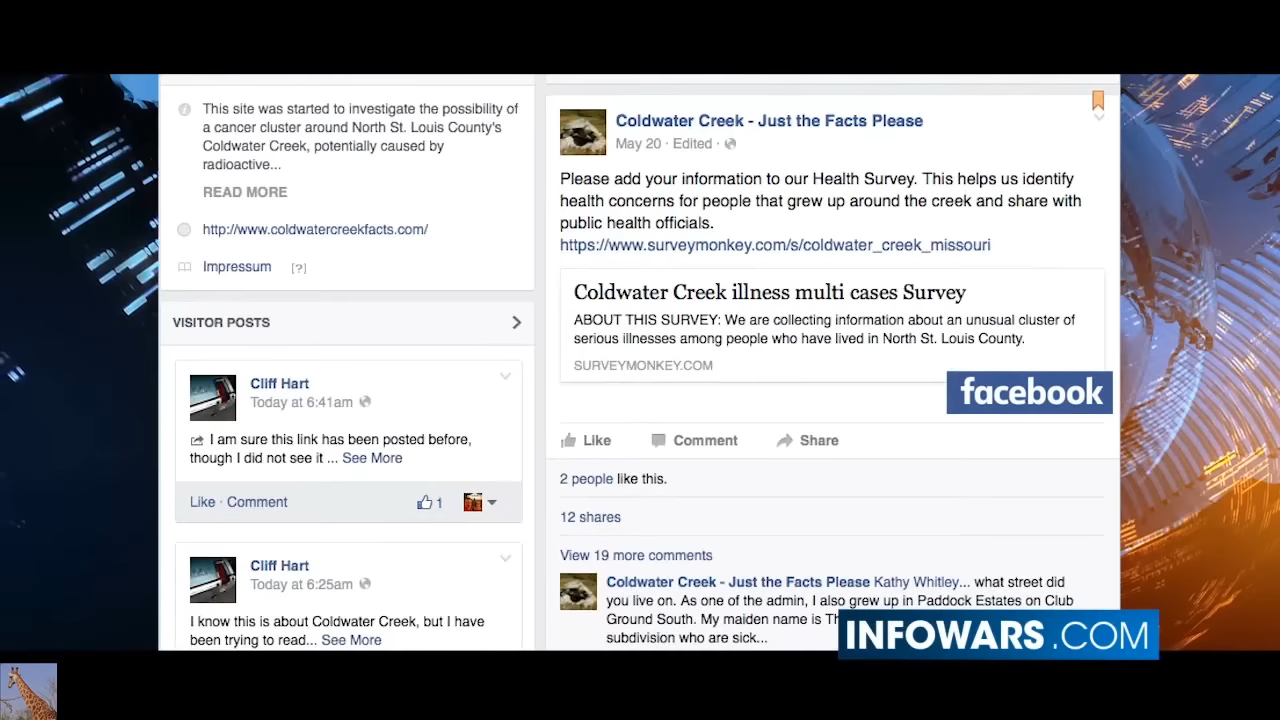 This site was started to investigate the possibility of
a cancer cluster around North St. Louis County's
Coldwater Creek, potentially caused by
radioactive...
READ MORE
http://www.coldwatercreekfacts.com/
Impressum [?]
VISITOR POSTS
Cliff Hart
Today at 6:41am
I am sure this link has been posted before,
though I did not see it ... See More
Like · Comment 1
Cliff Hart
Today at 6:25am
I know this is about Coldwater Creek, but I have
been trying to read... See More
Coldwater Creek - Just the Facts Please
May 20 · Edited ·
Please add your information to our Health Survey. This helps us identify
health concerns for people that grew up around the creek and share with
public health officials.
https://www.surveymonkey.com/s/coldwater_creek_missouri
Coldwater Creek illness multi cases Survey
ABOUT THIS SURVEY: We are collecting information about an unusual cluster of
serious illnesses among people who have lived in North St. Louis County.
SURVEYMONKEY.COM
facebook
Like Comment Share
2 people like this.
12 shares
View 19 more comments
Coldwater Creek - Just the Facts Please Kathy Whitley... what street did
you live on. As one of the admin, I also grew up in Paddock Estates on Club
Ground South. My maiden name is
subdivision who are sick...
INFOWARS.COM